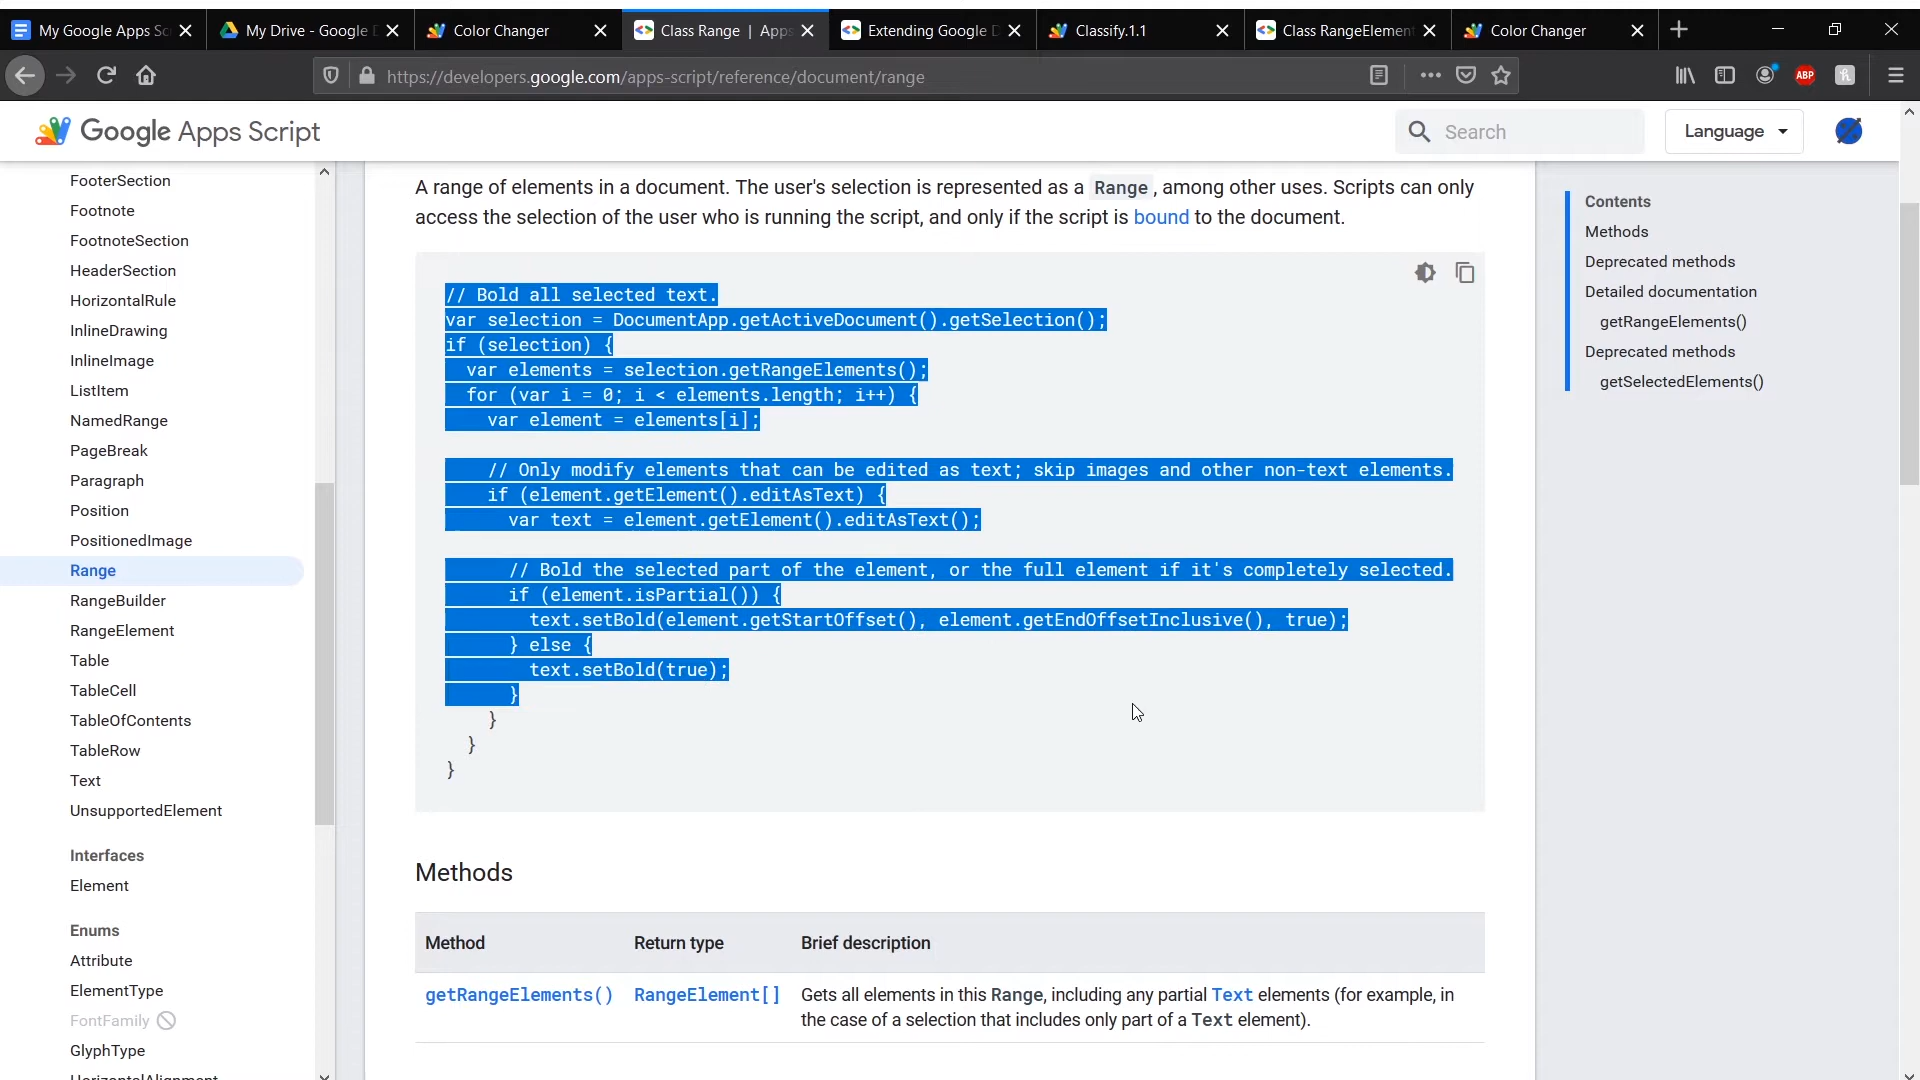 My Google Apps Sc
My Drive - Google D
Color Changer
Class Range | Apps
Extending Google D
Classify.1.1
Class RangeElement
Color Changer
https://developers.google.com/apps-script/reference/document/range
ABP
Google Apps Script
Search
Language
FooterSection
Footnote
FootnoteSection
HeaderSection
HorizontalRule
InlineDrawing
InlineImage
ListItem
NamedRange
PageBreak
Paragraph
Position
PositionedImage
Range
RangeBuilder
RangeElement
Table
TableCell
TableOfContents
TableRow
Text
UnsupportedElement
Interfaces
Element
Enums
Attribute
ElementType
FontFamily
GlyphType
HorizontalAlignment
A range of elements in a document. The user's selection is represented as a Range, among other uses. Scripts can only
access the selection of the user who is running the script, and only if the script is bound to the document.
// Bold all selected text.
var selection = DocumentApp.getActiveDocument().getSelection();
if (selection) {
  var elements = selection.getRangeElements();
  for (var i = 0; i < elements.length; i++) {
    var element = elements[i];
    // Only modify elements that can be edited as text; skip images and other non-text elements.
    if (element.getElement().editAsText) {
      var text = element.getElement().editAsText();
      // Bold the selected part of the element, or the full element if it's completely selected.
      if (element.isPartial()) {
        text.setBold(element.getStartOffset(), element.getEndOffsetInclusive(), true);
      } else {
        text.setBold(true);
      }
    }
  }
}
Methods
Method Return type Brief description
getRangeElements() RangeElement[] Gets all elements in this Range, including any partial Text elements (for example, in
the case of a selection that includes only part of a Text element).
Contents
Methods
Deprecated methods
Detailed documentation
getRangeElements()
Deprecated methods
getSelectedElements()